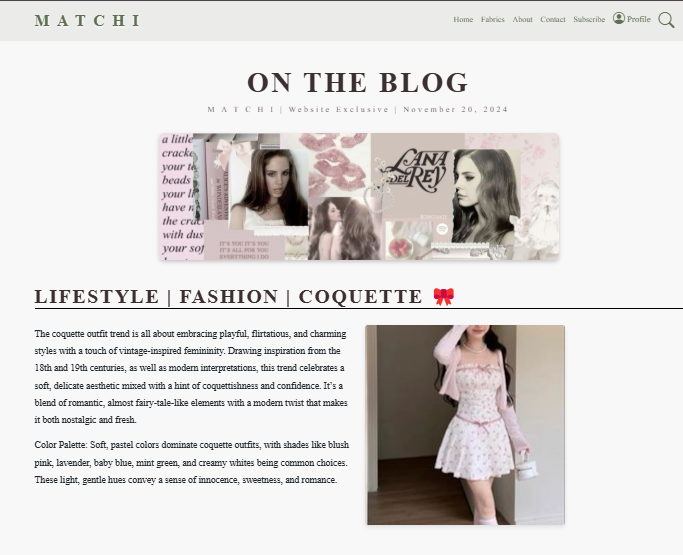 MATCHI
Home Fabrics About Contact Subscribe Profile
ON THE BLOG
M A T C H I | Website Exclusive | November 20, 2024
a little
cracke
your te
beads
your li
have n
the crac
with dus
your sof
IT'S YOU IT'S YOU
IT'S ALL FOR YOU
EVERYTHING I DO
LANA
DEL REY
LIFESTYLE | FASHION | COQUETTE 🎀
The coquette outfit trend is all about embracing playful, flirtatious, and charming
styles with a touch of vintage-inspired femininity. Drawing inspiration from the
18th and 19th centuries, as well as modern interpretations, this trend celebrates a
soft, delicate aesthetic mixed with a hint of coquettishness and confidence. It's a
blend of romantic, almost fairy-tale-like elements with a modern twist that makes
it both nostalgic and fresh.
Color Palette: Soft, pastel colors dominate coquette outfits, with shades like blush
pink, lavender, baby blue, mint green, and creamy whites being common choices.
These light, gentle hues convey a sense of innocence, sweetness, and romance.